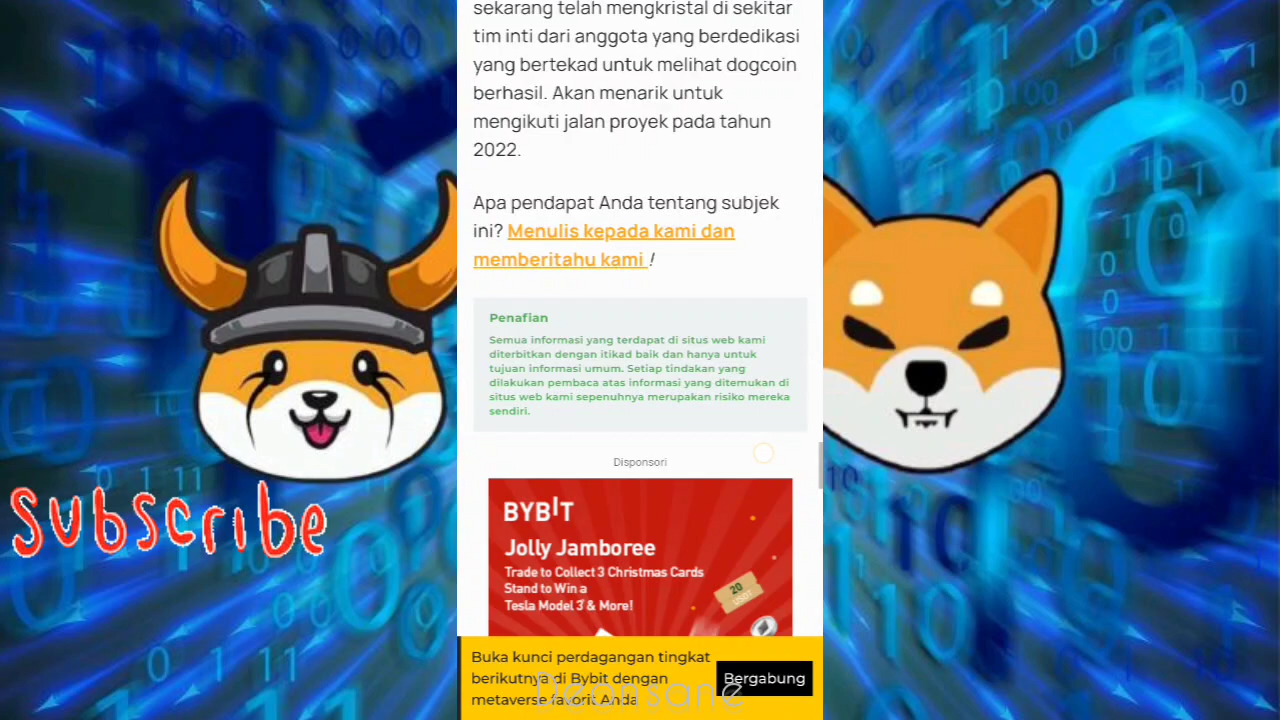 sekarang telah mengkristal di sekitar
tim inti dari anggota yang berdedikasi
yang bertekad untuk melihat dogcoin
berhasil. Akan menarik untuk
mengikuti jalan proyek pada tahun
2022.
Apa pendapat Anda tentang subjek
ini? Menulis kepada kami dan
memberitahu kami !
Penafian
Semua informasi yang terdapat di situs web kami
diterbitkan dengan itikad baik dan hanya untuk
tujuan informasi umum. Setiap tindakan yang
dilakukan pembaca atas informasi yang ditemukan di
situs web kami sepenuhnya merupakan risiko mereka
sendiri.
Disponsori
BYBIT
Jolly Jamboree
Trade to Collect 3 Christmas Cards
Stand to Win a
Tesla Model 3 & More!
20
USDT
Buka kunci perdagangan tingkat
berikutnya di Bybit dengan
metaverse favorit Anda
Bergabung
Deonsane
Subscribe